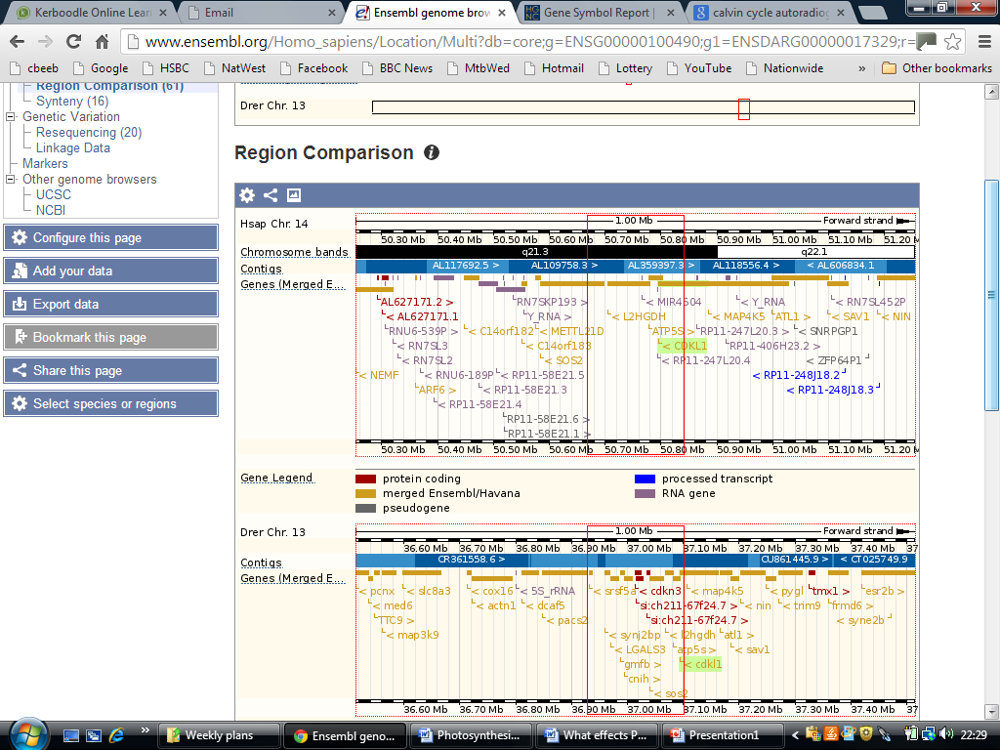 Kerboodle Online Lear
Email
Ensembl genome brow
Gene Symbol Report |
calvin cycle autoradiog
www.ensembl.org/Homo_sapiens/Location/Multi?db=core;g=ENSG00000100490;g1=ENSDARG00000017329;r=
cbeeb Google HSBC NatWest Facebook BBC News MtbWed Hotmail Lottery YouTube Nationwide » Other bookmarks
Region Comparison (61)
Synteny (16)
Genetic Variation
Resequencing (20)
Linkage Data
Markers
Other genome browsers
UCSC
NCBI
Configure this page
Add your data
Export data
Bookmark this page
Share this page
Select species or regions
Drer Chr. 13
Region Comparison
Hsap Chr. 14 1.00 Mb Forward strand
50.30 Mb 50.40 Mb 50.50 Mb 50.60 Mb 50.70 Mb 50.80 Mb 50.90 Mb 51.00 Mb 51.10 Mb 51.20 M
Chromosome bands q21.3 q22.1
Contigs AL117692.5 > AL109758.3 > AL359397.3 > AL118556.4 > < AL606834.1
Genes (Merged E...
AL627171.2 > RN7SKP193 > < MIR4504 < Y_RNA < RN7SL452P
< AL627171.1 Y_RNA > < L2HGDH < MAP4K5 ATL1 > < SAV1 < NIN
RNU6-539P > < C14orf182 < METTL21D ATP5S > RP11-247L20.3 > < SNRPGP1
< RN7SL3 < C14orf183 < CDKL1 RP11-406H23.2 >
< RN7SL2 < SOS2 < RP11-247L20.4 < ZFP64P1
< NEMF < RNU6-189P < RP11-58E21.5 < RP11-248J18.2
ARF6 > < RP11-58E21.3 < RP11-248J18.3
< RP11-58E21.4
RP11-58E21.6 >
RP11-58E21.1 >
50.30 Mb 50.40 Mb 50.50 Mb 50.60 Mb 50.70 Mb 50.80 Mb 50.90 Mb 51.00 Mb 51.10 Mb 51.20 M
Gene Legend protein coding processed transcript
merged Ensembl/Havana RNA gene
pseudogene
Drer Chr. 13 1.00 Mb Forward strand
36.60 Mb 36.70 Mb 36.80 Mb 36.90 Mb 37.00 Mb 37.10 Mb 37.20 Mb 37.30 Mb 37.40 Mb 37
Contigs CR361558.6 > CU861445.9 > < CT025749.9
Genes (Merged E...
< pcnx < slc8a3 < cox16 < 5S_rRNA < srsf5a < cdkn3 < map4k5 < pygl tmx1 > esr2b >
< med6 < actn1 < dcaf5 si:ch211-67f24.7 > < nin < trim9 frmd6 >
TTC9 > < pacs2 si:ch211-67f24.7 > < syne2b
< map3k9 < synj2bp < l2hgdh atl1 >
< LGALS3 atp5s > < sav1
gmfb > < cdkl1
cnih >
< sos2
36.60 Mb 36.70 Mb 36.80 Mb 36.90 Mb 37.00 Mb 37.10 Mb 37.20 Mb 37.30 Mb 37.40 Mb 37
» Weekly plans Ensembl geno... Photosynthesi... What effects P... Presentation1 < 22:29